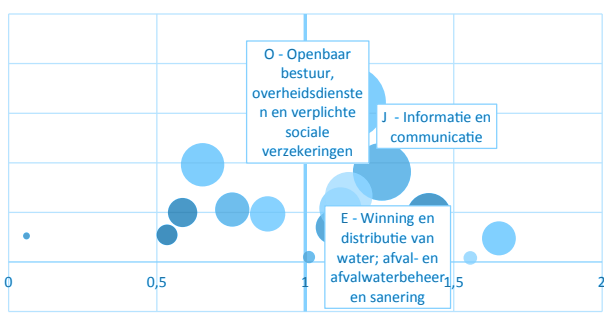 O - Openbaar
bestuur,
overheidsdienste
n en verplichte
sociale
verzekeringen
J - Informatie en
communicatie
E - Winning en
distributie van
water; afval- en
afvalwaterbeheer
en sanering
0
0,5
1
1,5
2